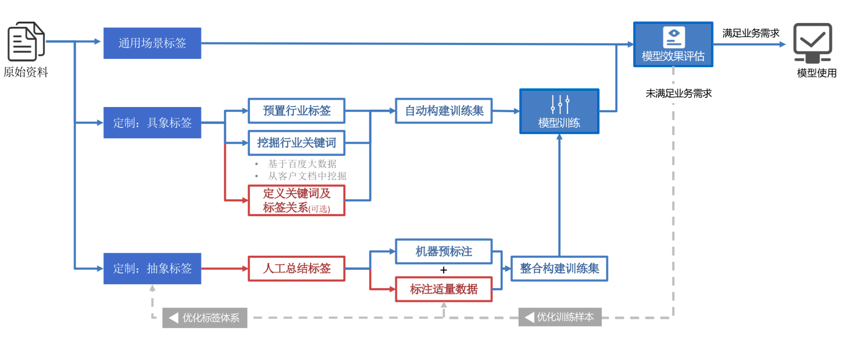 原始资料
通用场景标签
模型效果评估
满足业务需求
模型使用
未满足业务需求
定制：具象标签
预置行业标签
自动构建训练集
模型训练
挖掘行业关键词
• 基于百度大数据
• 从客户文档中挖掘
定义关键词及
标签关系(可选)
定制：抽象标签
人工总结标签
机器预标注
+
标注适量数据
整合构建训练集
优化标签体系
优化训练样本